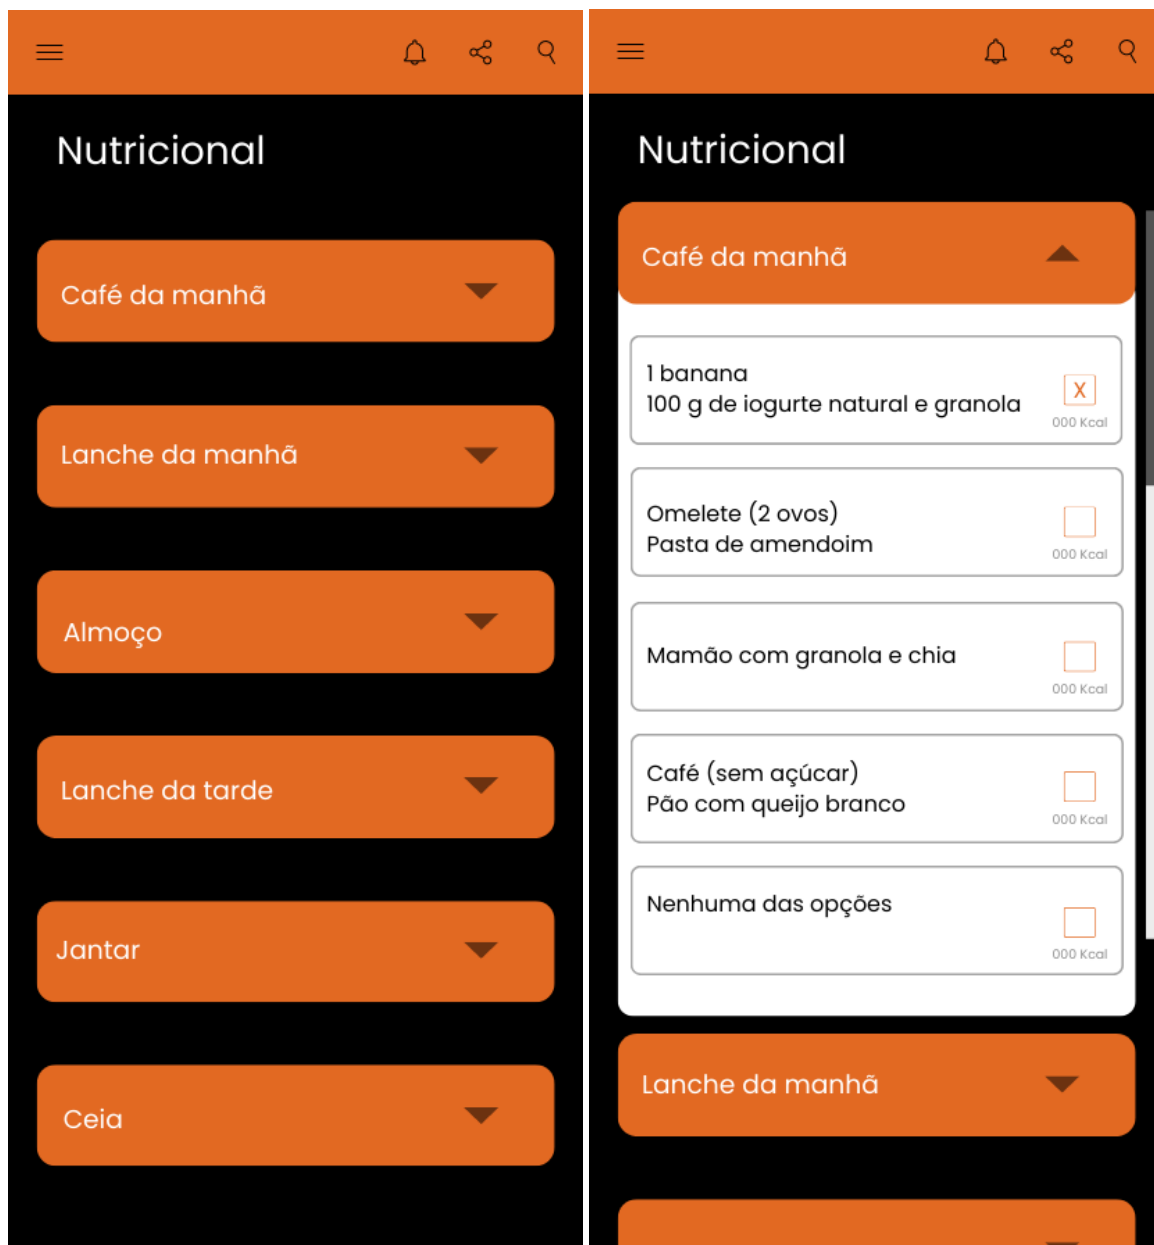 Nutricional
Café da manhã
Lanche da manhã
Almoço
Lanche da tarde
Jantar
Ceia
Nutricional
Café da manhã
1 banana
100 g de iogurte natural e granola
X
000 Kcal
Omelete (2 ovos)
Pasta de amendoim
000 Kcal
Mamão com granola e chia
000 Kcal
Café (sem açúcar)
Pão com queijo branco
000 Kcal
Nenhuma das opções
000 Kcal
Lanche da manhã